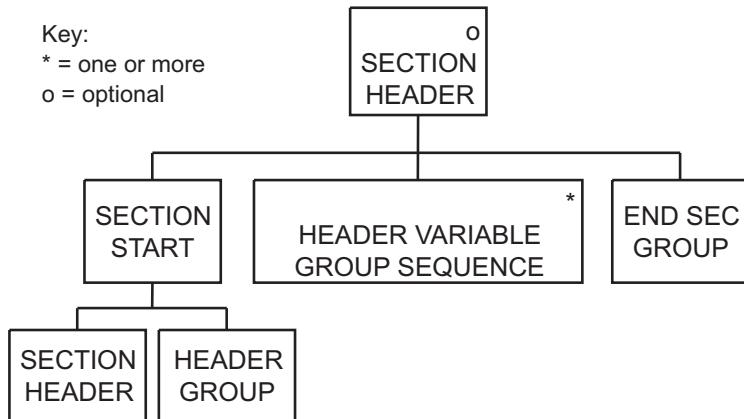 Key:
* = one or more
o = optional
o
SECTION
HEADER
SECTION
START
*
HEADER VARIABLE
GROUP SEQUENCE
END SEC
GROUP
SECTION
HEADER
HEADER
GROUP